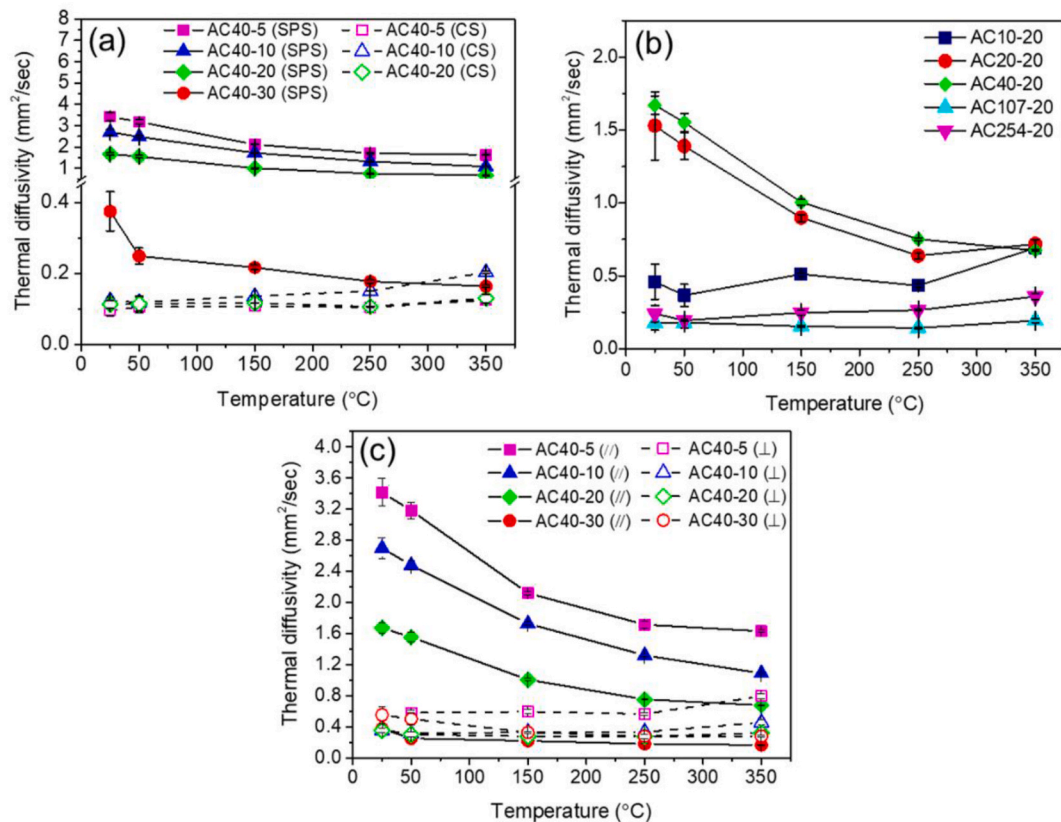 (a)
AC40-5 (SPS)
AC40-10 (SPS)
AC40-20 (SPS)
AC40-30 (SPS)
AC40-5 (CS)
AC40-10 (CS)
AC40-20 (CS)
8
7
6
5
4
3
2
1
0.4
0.2
0.0
Thermal diffusivity (mm²/sec)
0 50 100 150 200 250 300 350
Temperature (°C)
(b)
AC10-20
AC20-20
AC40-20
AC107-20
AC254-20
2.0
1.5
1.0
0.5
0.0
Thermal diffusivity (mm²/sec)
0 50 100 150 200 250 300 350
Temperature (°C)
(c)
AC40-5 (//)
AC40-10 (//)
AC40-20 (//)
AC40-30 (//)
AC40-5 (⊥)
AC40-10 (⊥)
AC40-20 (⊥)
AC40-30 (⊥)
4.0
3.6
3.2
2.8
2.4
2.0
1.6
1.2
0.8
0.4
0.0
Thermal diffusivity (mm²/sec)
0 50 100 150 200 250 300 350
Temperature (°C)